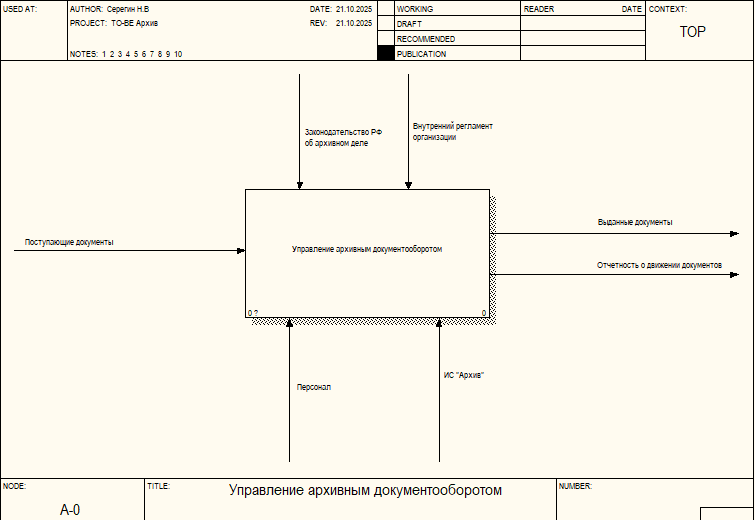 USED AT:
AUTHOR: Серегин Н.В
DATE: 21.10.2025
PROJECT: TO-BE Архив
REV: 21.10.2025
NOTES: 1 2 3 4 5 6 7 8 9 10
WORKING
DRAFT
RECOMMENDED
PUBLICATION
READER
DATE
CONTEXT:
TOP
Законодательство РФ
об архивном деле
Внутренний регламент
организации
Поступающие документы
Управление архивным документооборотом
Выданные документы
Отчетность о движении документов
0 ?
0
Персонал
ИС "Архив"
NODE:
A-0
TITLE:
Управление архивным документооборотом
NUMBER: